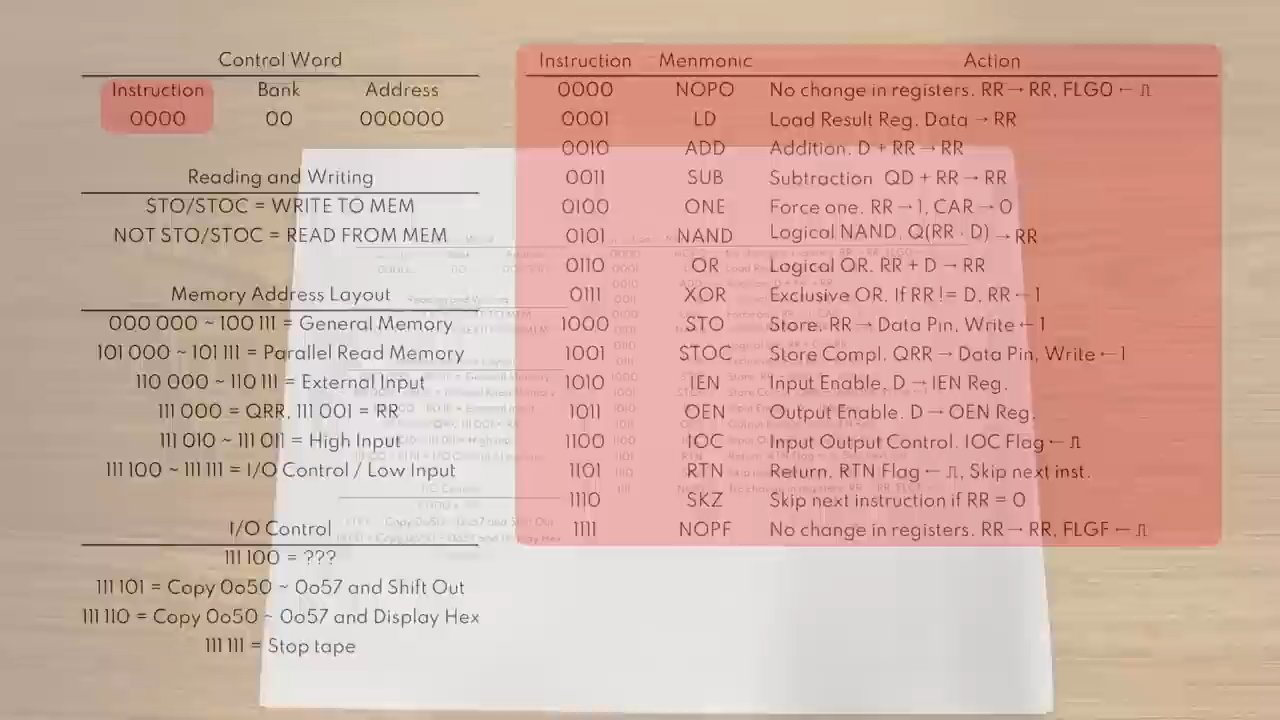 Control Word
Instruction Bank Address
0000 00 000000
Reading and Writing
STO/STOC = WRITE TO MEM
NOT STO/STOC = READ FROM MEM
Memory Address Layout
000 000 ~ 100 111 = General Memory
101 000 ~ 101 111 = Parallel Read Memory
110 000 ~ 110 111 = External Input
111 000 = QRR, 111 001 = RR
111 010 ~ 111 011 = High Input
111 100 ~ 111 111 = I/O Control / Low Input
I/O Control
111 100 = ???
111 101 = Copy 0o50 ~ 0o57 and Shift Out
111 110 = Copy 0o50 ~ 0o57 and Display Hex
111 111 = Stop tape
Instruction Menmonic Action
0000 NOPO No change in registers. RR → RR, FLGO ← ⎍
0001 LD Load Result Reg. Data → RR
0010 ADD Addition. D + RR → RR
0011 SUB Subtraction QD + RR → RR
0100 ONE Force one. RR → 1, CAR → 0
0101 NAND Logical NAND. Q(RR · D) → RR
0110 OR Logical OR. RR + D → RR
0111 XOR Exclusive OR. If RR != D, RR ← 1
1000 STO Store. RR → Data Pin, Write ← 1
1001 STOC Store Compl. QRR → Data Pin, Write ← 1
1010 IEN Input Enable. D → IEN Reg.
1011 OEN Output Enable. D → OEN Reg.
1100 IOC Input Output Control. IOC Flag ← ⎍
1101 RTN Return. RTN Flag ← ⎍, Skip next inst.
1110 SKZ Skip next instruction if RR = 0
1111 NOPF No change in registers. RR → RR, FLGF ← ⎍